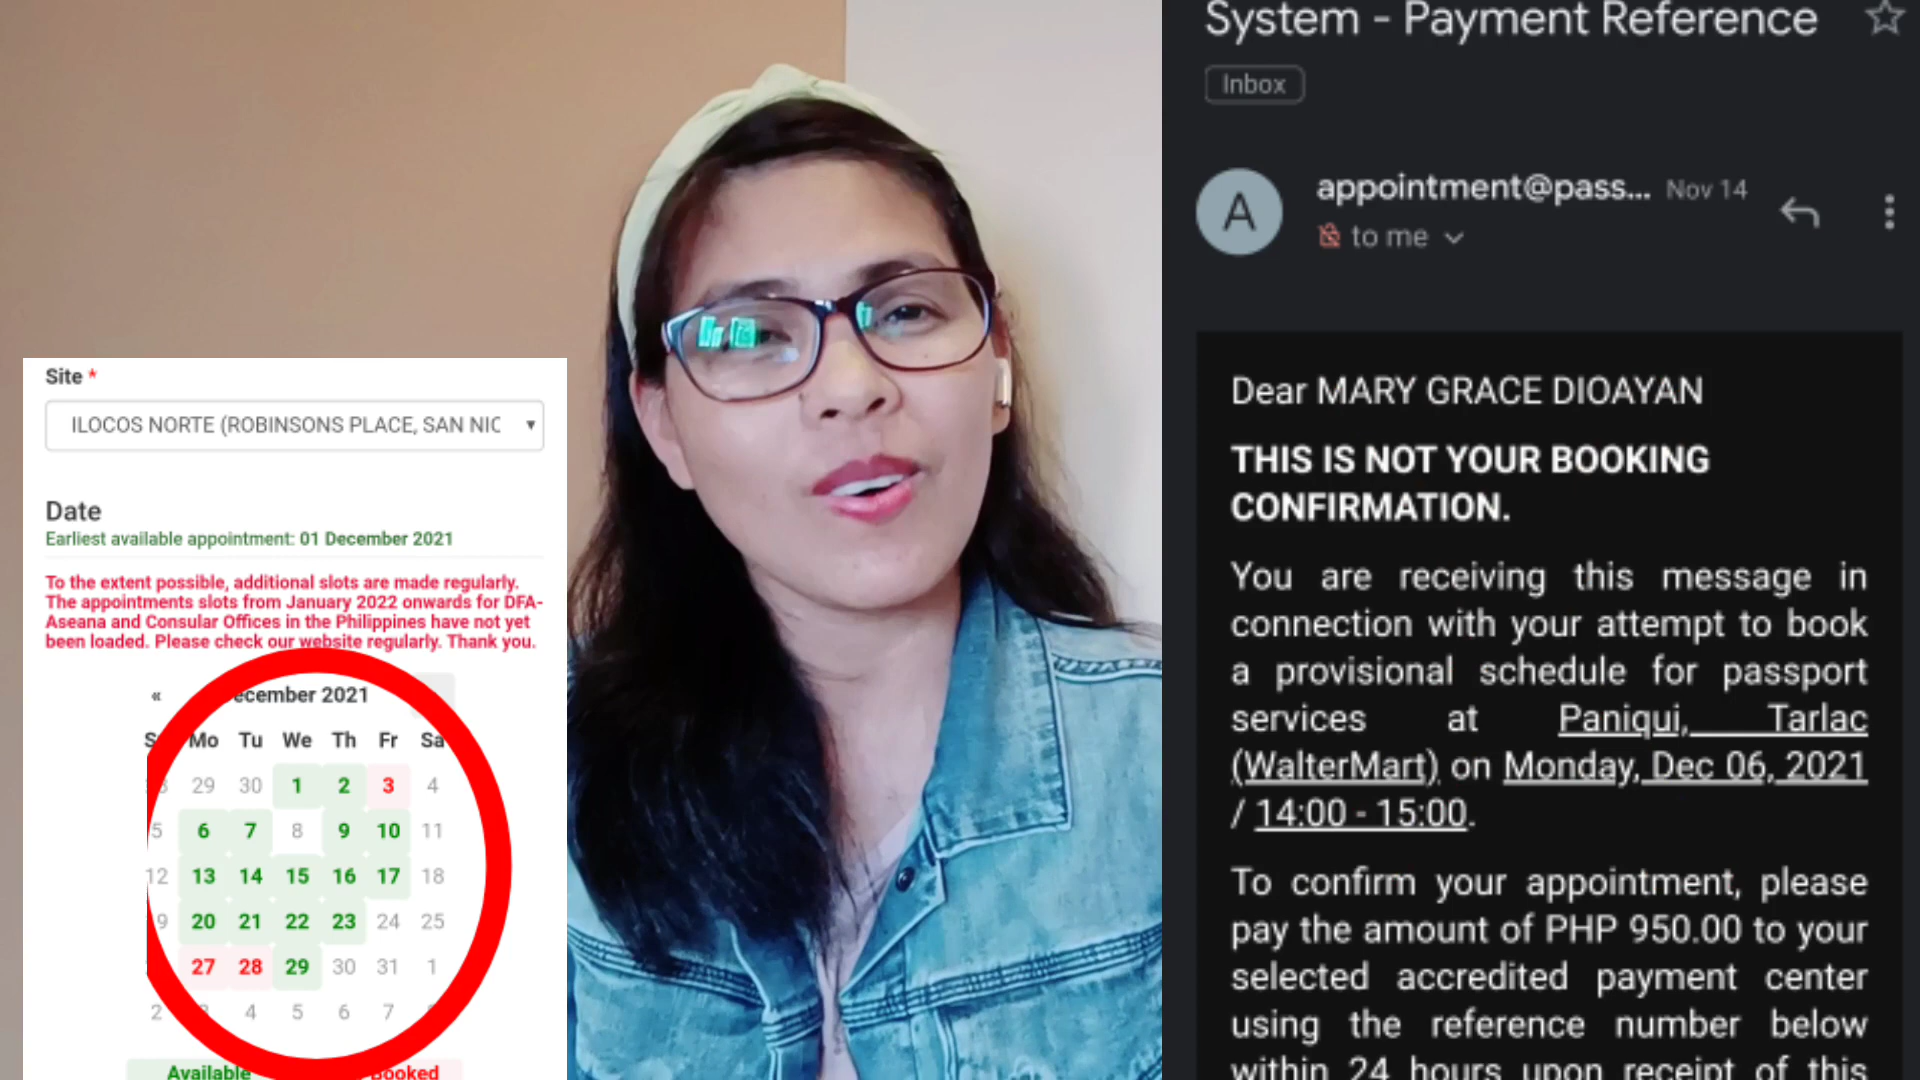 Site *
ILOCOS NORTE (ROBINSONS PLACE, SAN NIC
Date
Earliest available appointment: 01 December 2021
To the extent possible, additional slots are made regularly.
The appointments slots from January 2022 onwards for DFA-
Aseana and Consular Offices in the Philippines have not yet
been loaded. Please check our website regularly. Thank you.
« ecember 2021
S Mo Tu We Th Fr Sa
29 30 1 2 3 4
5 6 7 8 9 10 11
12 13 14 15 16 17 18
9 20 21 22 23 24 25
27 28 29 30 31 1
2 3 4 5 6 7
Available Booked
System - Payment Reference
Inbox
A
appointment@pass... Nov 14
to me
Dear MARY GRACE DIOAYAN
THIS IS NOT YOUR BOOKING
CONFIRMATION.
You are receiving this message in
connection with your attempt to book
a provisional schedule for passport
services at Paniqui, Tarlac
(WalterMart) on Monday, Dec 06, 2021
/ 14:00 - 15:00.
To confirm your appointment, please
pay the amount of PHP 950.00 to your
selected accredited payment center
using the reference number below
within 24 hours upon receipt of this